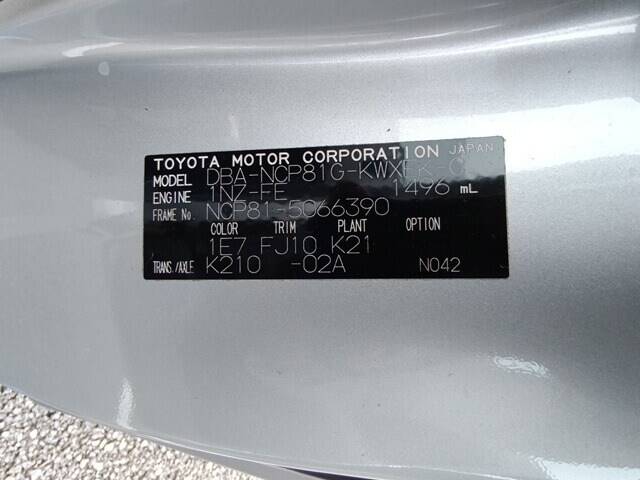 TOYOTA MOTOR CORPORATION JAPAN
MODEL DBA-NCP81G-KWX
ENGINE 1NZ-FE 1496 mL
FRAME No. NCP81-5066390
COLOR TRIM PLANT OPTION
1E7 FJ10 K21
TRANS./AXLE K210 -02A N042